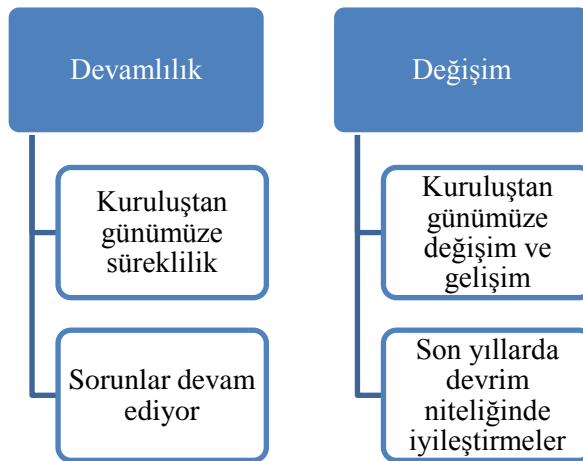 Devamlılık
Kuruluştan
günümüze
süreklilik
Sorunlar devam
ediyor
Değişim
Kuruluştan
günümüze
değişim ve
gelişim
Son yıllarda
devrim
niteliğinde
iyileştirmeler